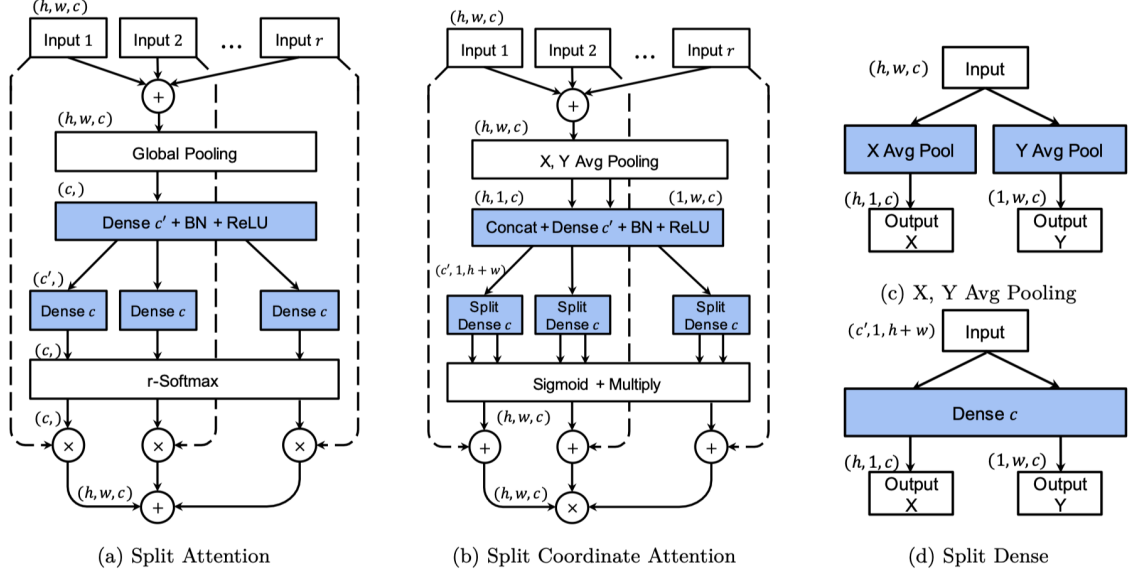 (h, w, c)
Input 1
Input 2
...
Input r
+
(h, w, c)
Global Pooling
(c,)
Dense c′ + BN + ReLU
(c′,)
Dense c
Dense c
Dense c
(c,)
r-Softmax
(c,)
×
×
×
(h, w, c)
+
(a) Split Attention
(h, w, c)
Input 1
Input 2
...
Input r
+
(h, w, c)
X, Y Avg Pooling
(h, 1, c)
(1, w, c)
Concat + Dense c′ + BN + ReLU
(c′, 1, h + w)
Split
Dense c
Split
Dense c
Split
Dense c
Sigmoid + Multiply
(h, w, c)
+
+
+
(h, w, c)
×
(b) Split Coordinate Attention
(h, w, c)
Input
X Avg Pool
Y Avg Pool
(h, 1, c)
(1, w, c)
Output
X
Output
Y
(c) X, Y Avg Pooling
(c′, 1, h + w)
Input
Dense c
(h, 1, c)
(1, w, c)
Output
X
Output
Y
(d) Split Dense